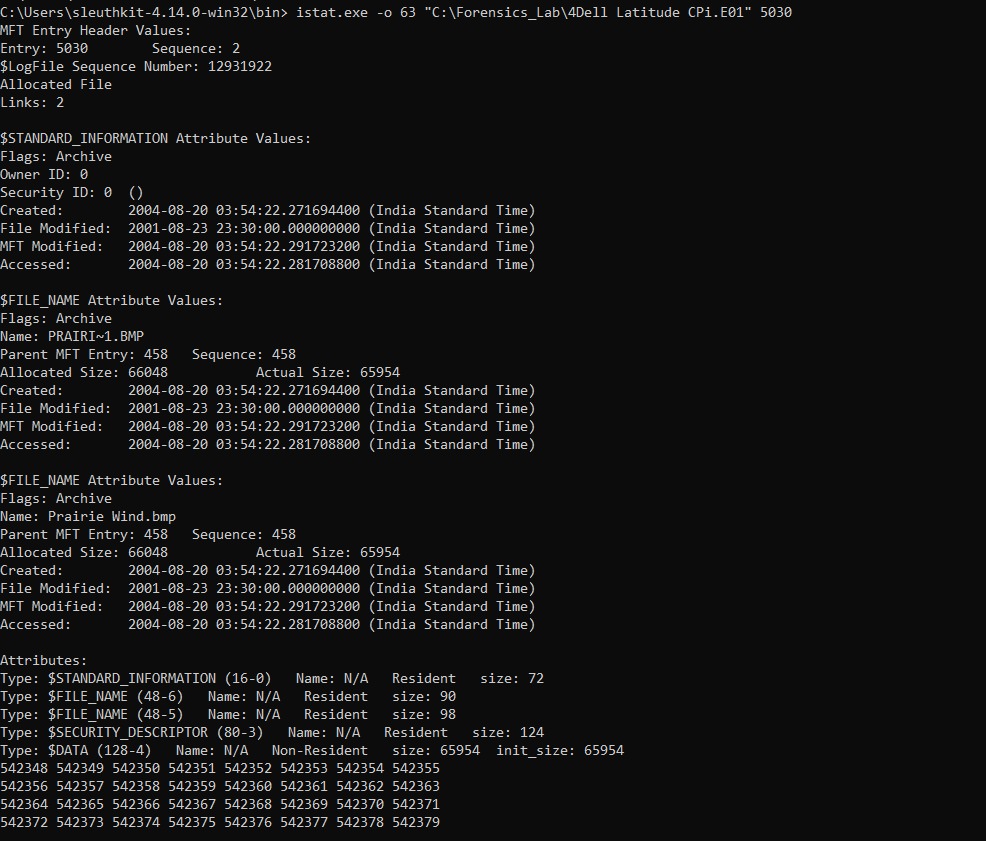 C:\Users\sleuthkit-4.14.0-win32\bin> istat.exe -o 63 "C:\Forensics_Lab\4Dell Latitude CPi.E01" 5030
MFT Entry Header Values:
Entry: 5030        Sequence: 2
$LogFile Sequence Number: 12931922
Allocated File
Links: 2

$STANDARD_INFORMATION Attribute Values:
Flags: Archive
Owner ID: 0
Security ID: 0  ()
Created:        2004-08-20 03:54:22.271694400 (India Standard Time)
File Modified:  2001-08-23 23:30:00.000000000 (India Standard Time)
MFT Modified:   2004-08-20 03:54:22.291723200 (India Standard Time)
Accessed:       2004-08-20 03:54:22.281708800 (India Standard Time)

$FILE_NAME Attribute Values:
Flags: Archive
Name: PRAIRI~1.BMP
Parent MFT Entry: 458   Sequence: 458
Allocated Size: 66048           Actual Size: 65954
Created:        2004-08-20 03:54:22.271694400 (India Standard Time)
File Modified:  2001-08-23 23:30:00.000000000 (India Standard Time)
MFT Modified:   2004-08-20 03:54:22.291723200 (India Standard Time)
Accessed:       2004-08-20 03:54:22.281708800 (India Standard Time)

$FILE_NAME Attribute Values:
Flags: Archive
Name: Prairie Wind.bmp
Parent MFT Entry: 458   Sequence: 458
Allocated Size: 66048           Actual Size: 65954
Created:        2004-08-20 03:54:22.271694400 (India Standard Time)
File Modified:  2001-08-23 23:30:00.000000000 (India Standard Time)
MFT Modified:   2004-08-20 03:54:22.291723200 (India Standard Time)
Accessed:       2004-08-20 03:54:22.281708800 (India Standard Time)

Attributes:
Type: $STANDARD_INFORMATION (16-0)   Name: N/A   Resident   size: 72
Type: $FILE_NAME (48-6)   Name: N/A   Resident   size: 90
Type: $FILE_NAME (48-5)   Name: N/A   Resident   size: 98
Type: $SECURITY_DESCRIPTOR (80-3)   Name: N/A   Resident   size: 124
Type: $DATA (128-4)   Name: N/A   Non-Resident   size: 65954  init_size: 65954
542348 542349 542350 542351 542352 542353 542354 542355
542356 542357 542358 542359 542360 542361 542362 542363
542364 542365 542366 542367 542368 542369 542370 542371
542372 542373 542374 542375 542376 542377 542378 542379